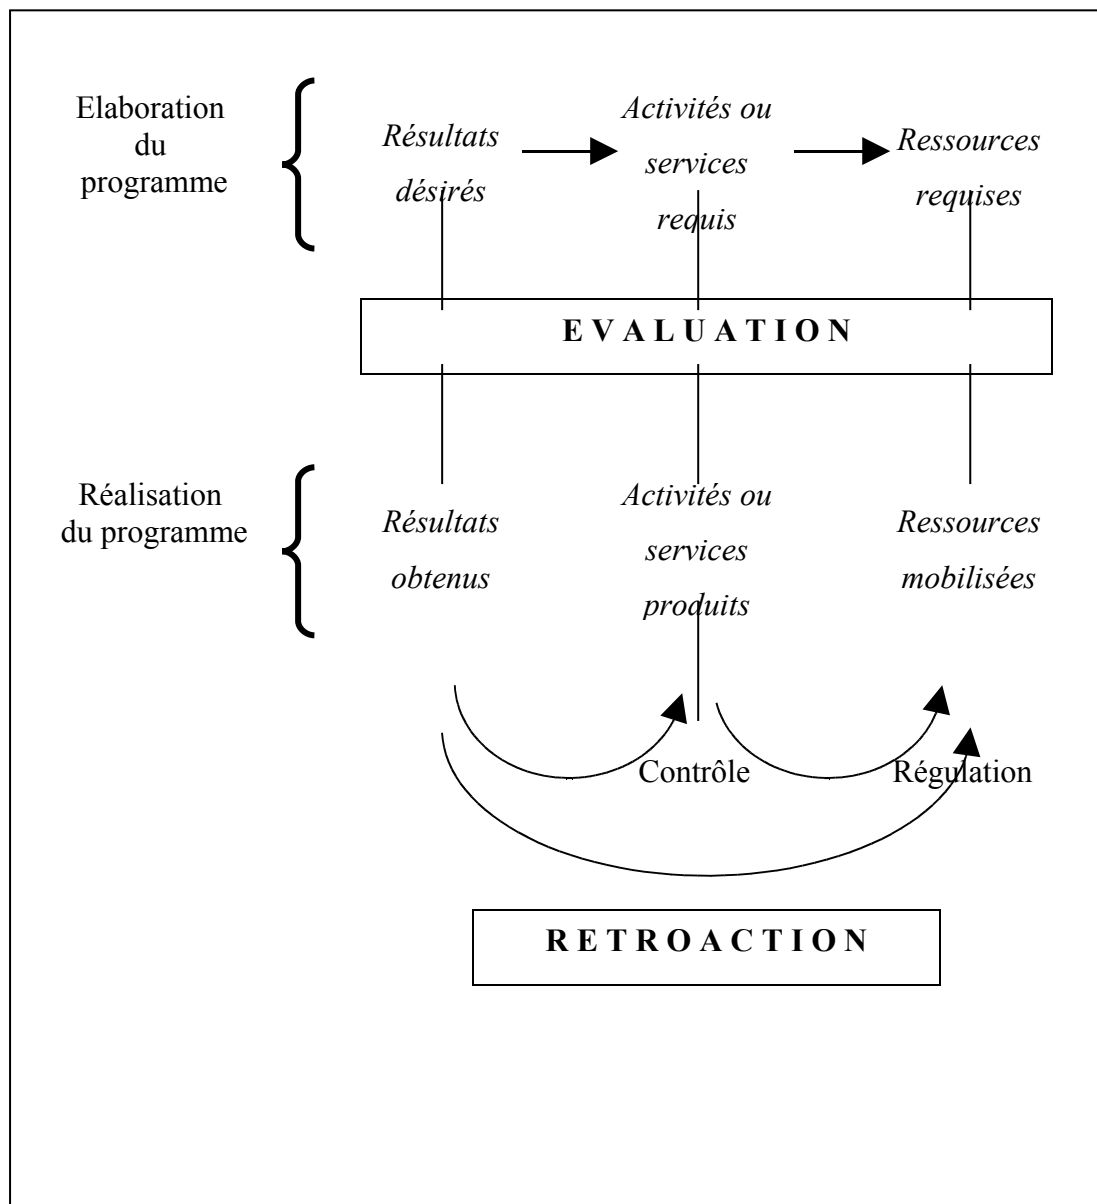 Elaboration
du
programme
Résultats
désirés
Activités ou
services
requis
Ressources
requises
E V A L U A T I O N
Réalisation
du programme
Résultats
obtenus
Activités ou
services
produits
Ressources
mobilisées
Contrôle
Régulation
R E T R O A C T I O N